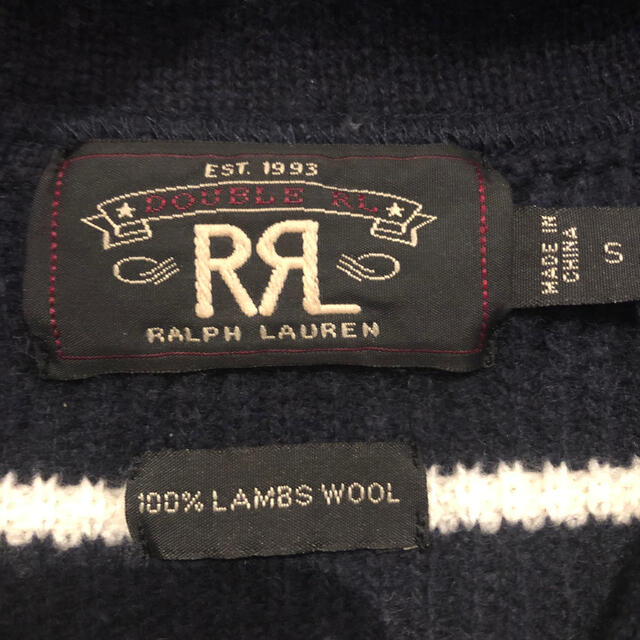 EST. 1993
DOUBLE RL
RRL
RALPH LAUREN
MADE IN
CHINA
S
100% LAMBS WOOL